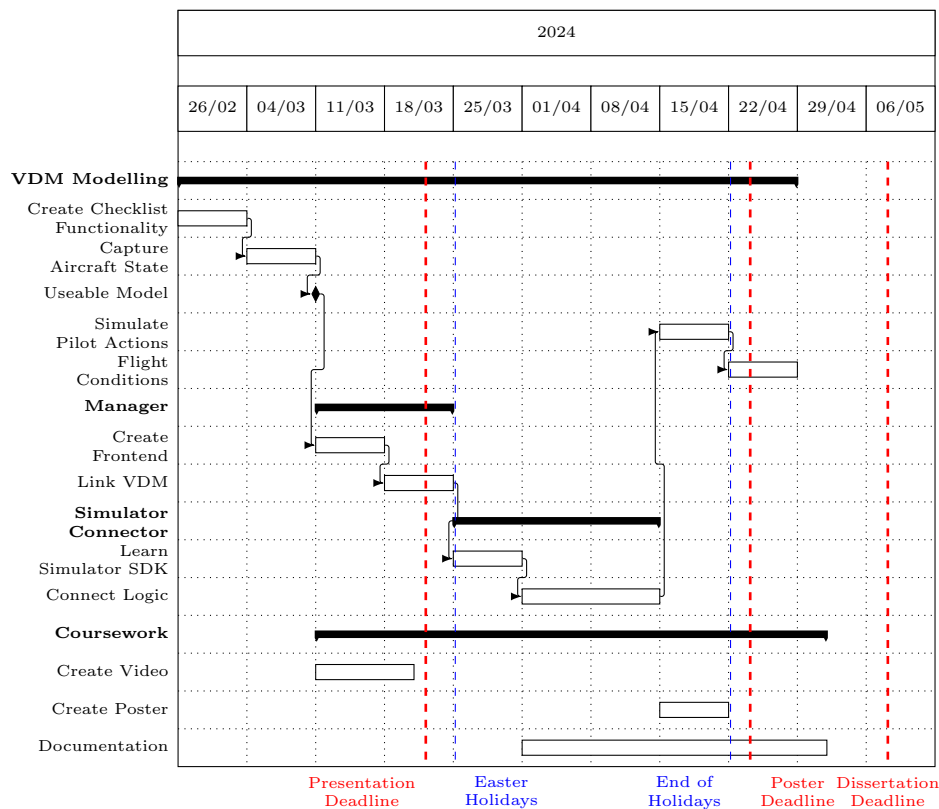 2024
26/02 04/03 11/03 18/03 25/03 01/04 08/04 15/04 22/04 29/04 06/05
VDM Modelling
Create Checklist
Functionality
Capture
Aircraft State
Useable Model
Simulate
Pilot Actions
Flight
Conditions
Manager
Create
Frontend
Link VDM
Simulator
Connector
Learn
Simulator SDK
Connect Logic
Coursework
Create Video
Create Poster
Documentation
Presentation
Deadline
Easter
Holidays
End of
Holidays
Poster
Deadline
Dissertation
Deadline